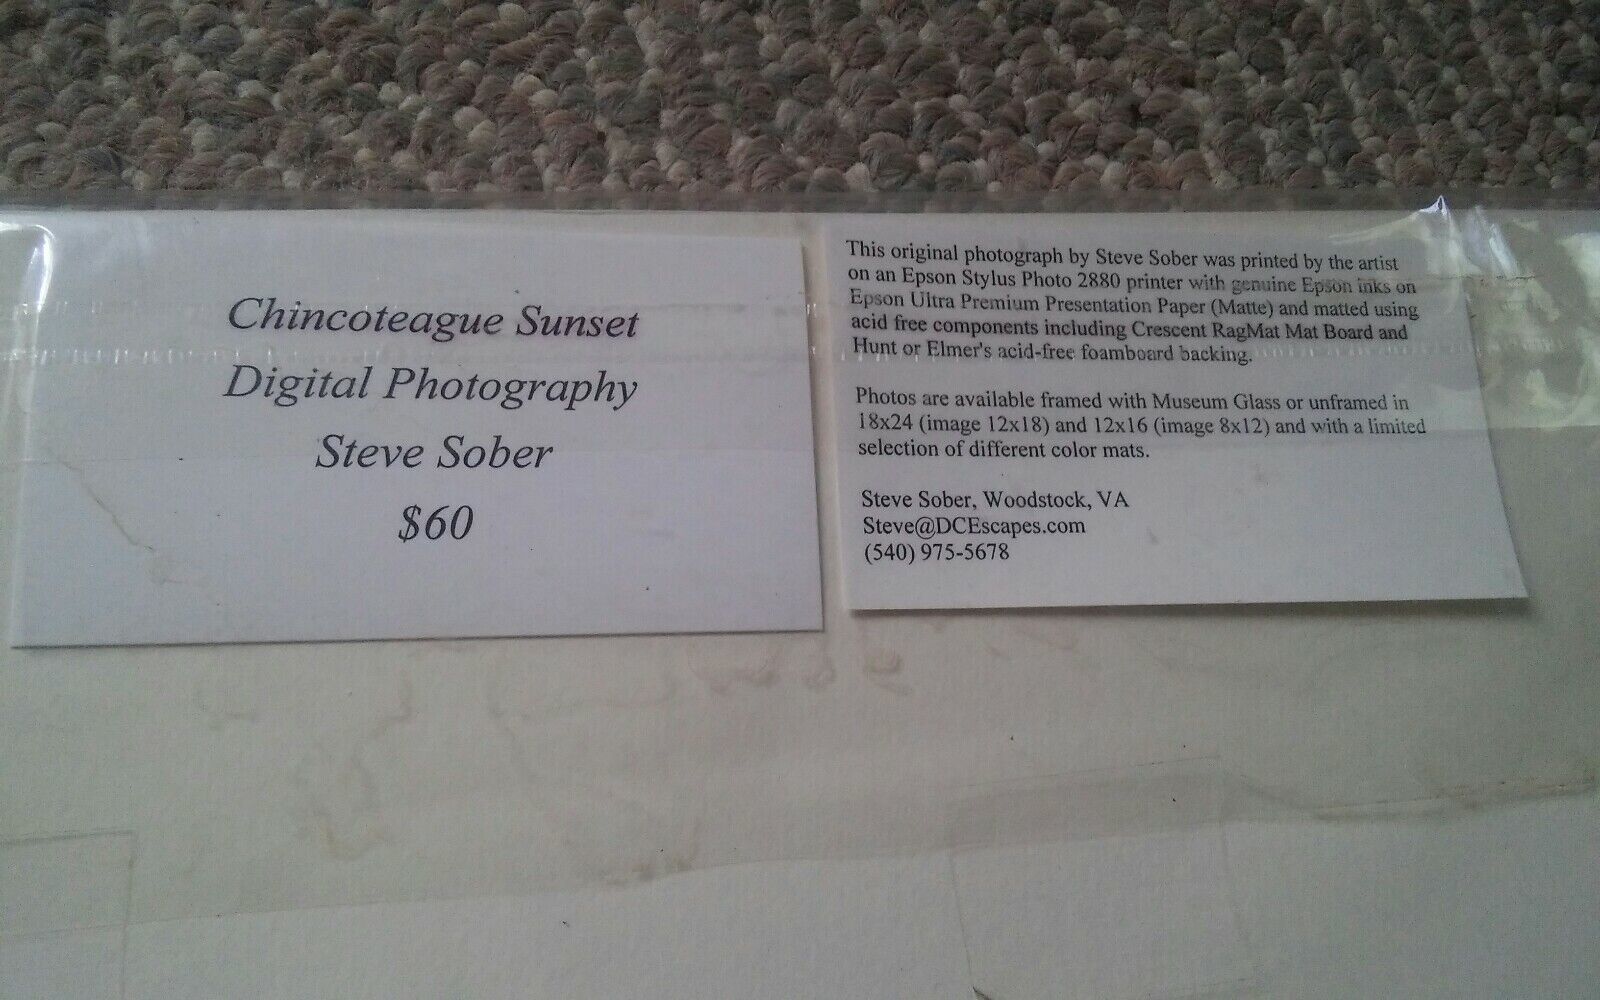 Chincoteague Sunset
Digital Photography
Steve Sober
$60
This original photograph by Steve Sober was printed by the artist
on an Epson Stylus Photo 2880 printer with genuine Epson inks on
Epson Ultra Premium Presentation Paper (Matte) and matted using
acid free components including Crescent RagMat Mat Board and
Hunt or Elmer's acid-free foamboard backing.
Photos are available framed with Museum Glass or unframed in
18x24 (image 12x18) and 12x16 (image 8x12) and with a limited
selection of different color mats.
Steve Sober, Woodstock, VA
Steve@DCEscapes.com
(540) 975-5678